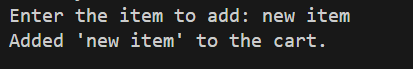 Enter the item to add: new item
Added 'new item' to the cart.